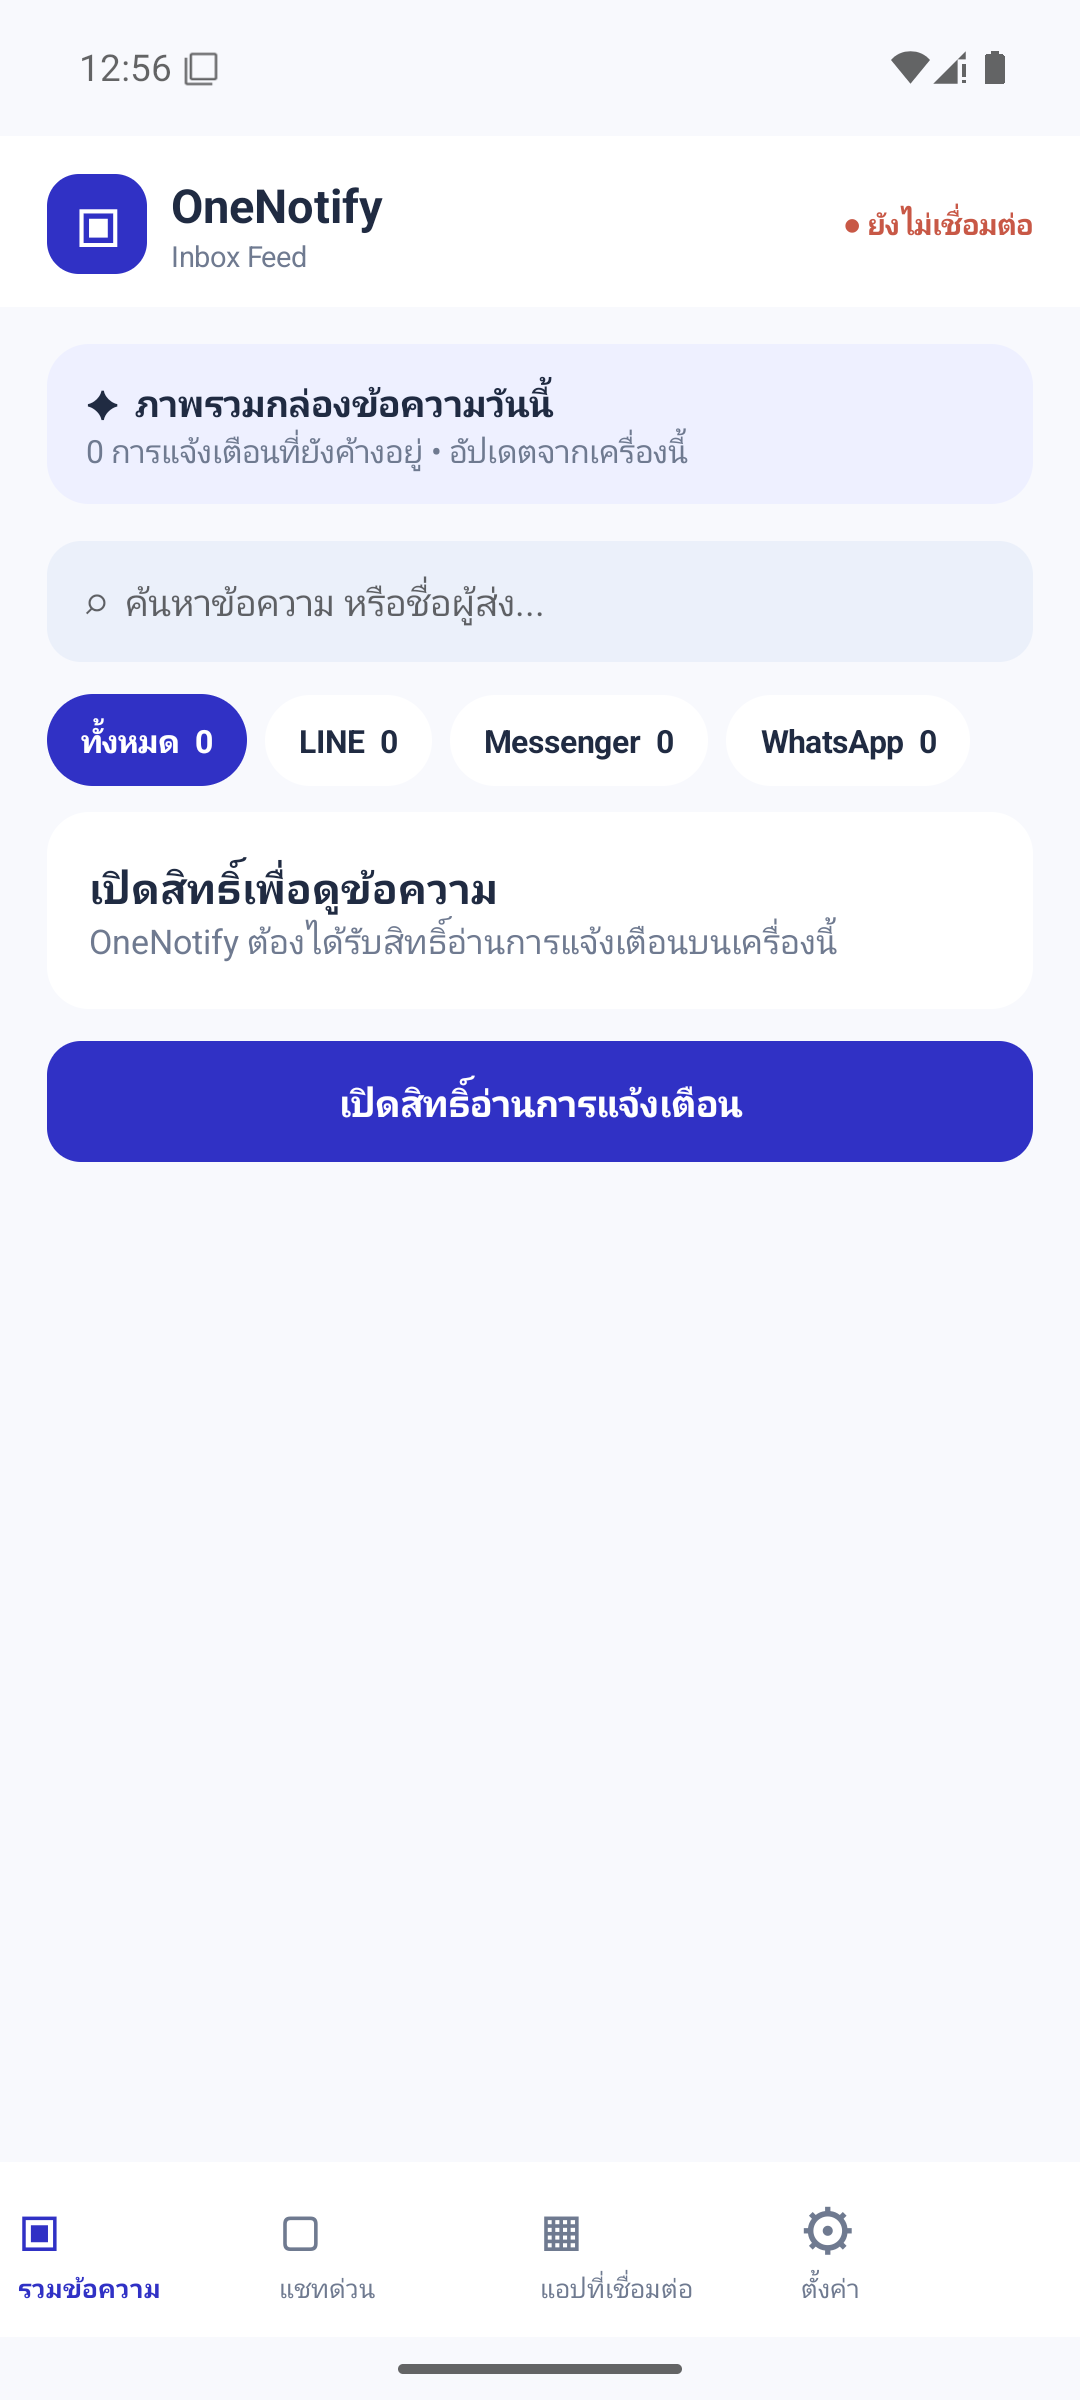 12:56
OneNotify
Inbox Feed
● ยังไม่เชื่อมต่อ
✦ ภาพรวมกล่องข้อความวันนี้
0 การแจ้งเตือนที่ยังค้างอยู่ • อัปเดตจากเครื่องนี้
ค้นหาข้อความ หรือชื่อผู้ส่ง...
ทั้งหมด 0
LINE 0
Messenger 0
WhatsApp 0
เปิดสิทธิ์เพื่อดูข้อความ
OneNotify ต้องได้รับสิทธิ์อ่านการแจ้งเตือนบนเครื่องนี้
เปิดสิทธิ์อ่านการแจ้งเตือน
รวมข้อความ
แชทด่วน
แอปที่เชื่อมต่อ
ตั้งค่า